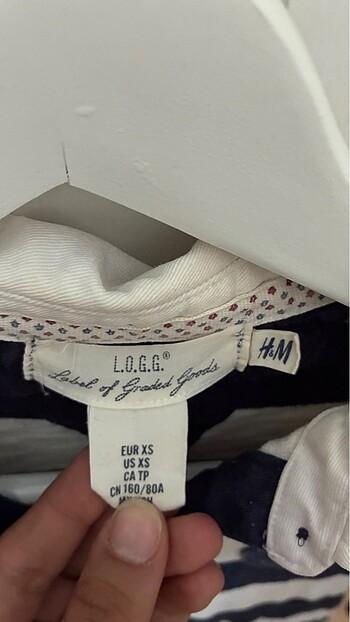 L.O.G.G.®
Label of Graded Goods
H&M
EUR XS
US XS
CA TP
CN 160/80A